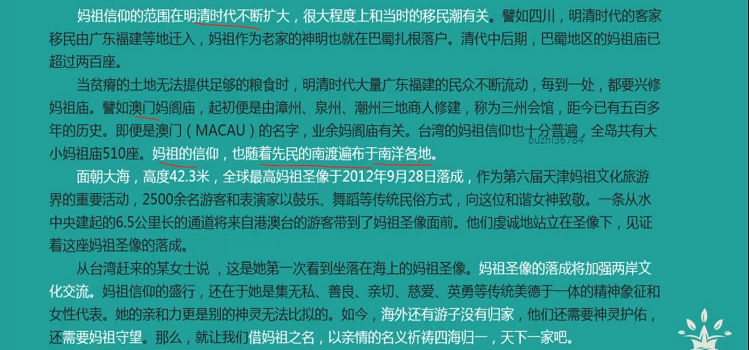 妈祖信仰的范围在明清时代不断扩大，很大程度上和当时的移民潮有关。譬如四川，明清时代的客家
移民由广东福建等地迁入，妈祖作为老家的神明也就在巴蜀扎根落户。清代中后期，巴蜀地区的妈祖庙已
超过两百座。
当贫瘠的土地无法提供足够的粮食时，明清时代大量广东福建的民众不断流动，每到一处，都要兴修
妈祖庙。譬如澳门妈阁庙，起初便是由漳州、泉州、潮州三地商人修建，称为三州会馆，距今已有五百多
年的历史。即便是澳门（MACAU）的名字，业余妈阁庙有关。台湾的妈祖信仰也十分普遍，全岛共有大
小妈祖庙510座。妈祖的信仰，也随着先民的南渡遍布于南洋各地。
buzhi36784
面朝大海，高度42.3米，全球最高妈祖圣像于2012年9月28日落成，作为第六届天津妈祖文化旅游
界的重要活动，2500余名游客和表演家以鼓乐、舞蹈等传统民俗方式，向这位和谐女神致敬。一条从水
中央建起的6.5公里长的通道将来自港澳台的游客带到了妈祖圣像面前。他们虔诚地站立在圣像下，见证
着这座妈祖圣像的落成。
从台湾赶来的某女士说，这是她第一次看到坐落在海上的妈祖圣像。妈祖圣像的落成将加强两岸文
化交流。妈祖信仰的盛行，还在于她是集无私、善良、亲切、慈爱、英勇等传统美德于一体的精神象征和
女性代表。她的亲和力更是别的神灵无法比拟的。如今，海外还有游子没有归家，他们还需要神灵护佑，
还需要妈祖守望。那么，就让我们借妈祖之名，以亲情的名义祈祷四海归一，天下一家吧。